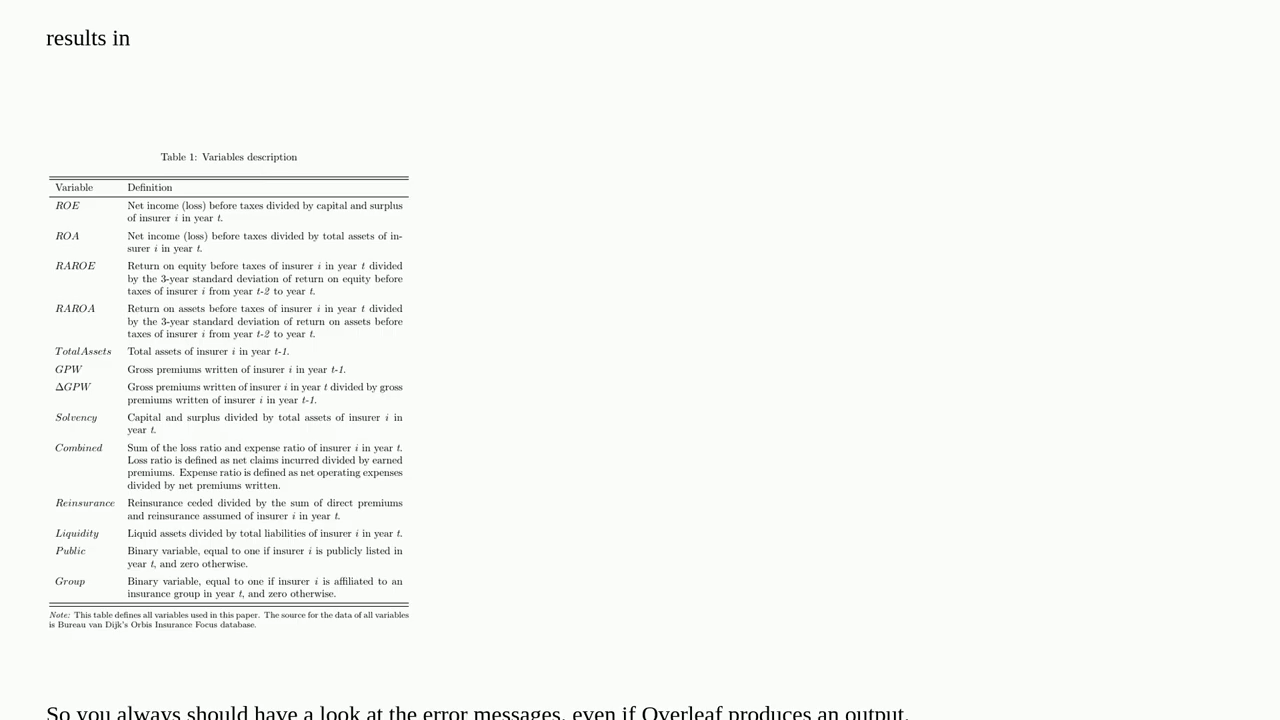 results in
Table 1: Variables description
Variable Definition
ROE Net income (loss) before taxes divided by capital and surplus
of insurer i in year t.
ROA Net income (loss) before taxes divided by total assets of in-
surer i in year t.
RAROE Return on equity before taxes of insurer i in year t divided
by the 3-year standard deviation of return on equity before
taxes of insurer i from year t-2 to year t.
RAROA Return on assets before taxes of insurer i in year t divided
by the 3-year standard deviation of return on assets before
taxes of insurer i from year t-2 to year t.
TotalAssets Total assets of insurer i in year t-1.
GPW Gross premiums written of insurer i in year t-1.
ΔGPW Gross premiums written of insurer i in year t divided by gross
premiums written of insurer i in year t-1.
Solvency Capital and surplus divided by total assets of insurer i in
year t.
Combined Sum of the loss ratio and expense ratio of insurer i in year t.
Loss ratio is defined as net claims incurred divided by earned
premiums. Expense ratio is defined as net operating expenses
divided by net premiums written.
Reinsurance Reinsurance ceded divided by the sum of direct premiums
and reinsurance assumed of insurer i in year t.
Liquidity Liquid assets divided by total liabilities of insurer i in year t.
Public Binary variable, equal to one if insurer i is publicly listed in
year t, and zero otherwise.
Group Binary variable, equal to one if insurer i is affiliated to an
insurance group in year t, and zero otherwise.
Note: This table defines all variables used in this paper. The source for the data of all variables
is Bureau van Dijk's Orbis Insurance Focus database.
So you always should have a look at the error messages, even if Overleaf produces an output.